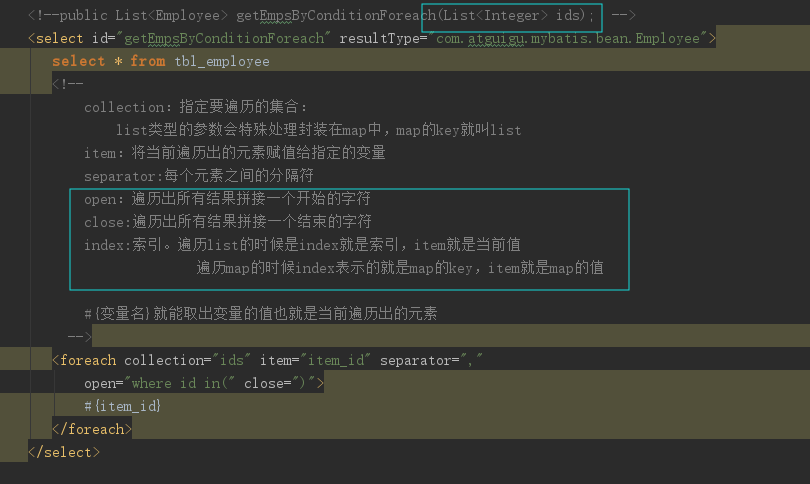 <!--public List<Employee> getEmpsByConditionForeach(List<Integer> ids); -->
<select id="getEmpsByConditionForeach" resultType="com.atguigu.mybatis.bean.Employee">
select * from tbl_employee
<!--
collection: 指定要遍历的集合:
list类型的参数会特殊处理封装在map中，map的key就叫list
item: 将当前遍历出的元素赋值给指定的变量
separator:每个元素之间的分隔符
open: 遍历出所有结果拼接一个开始的字符
close:遍历出所有结果拼接一个结束的字符
index:索引。遍历list的时候是index就是索引，item就是当前值
遍历map的时候index表示的就是map的key，item就是map的值
#{变量名}就能取出变量的值也就是当前遍历出的元素
-->
<foreach collection="ids" item="item_id" separator=","
open="where id in(" close=")">
#{item_id}
</foreach>
</select>